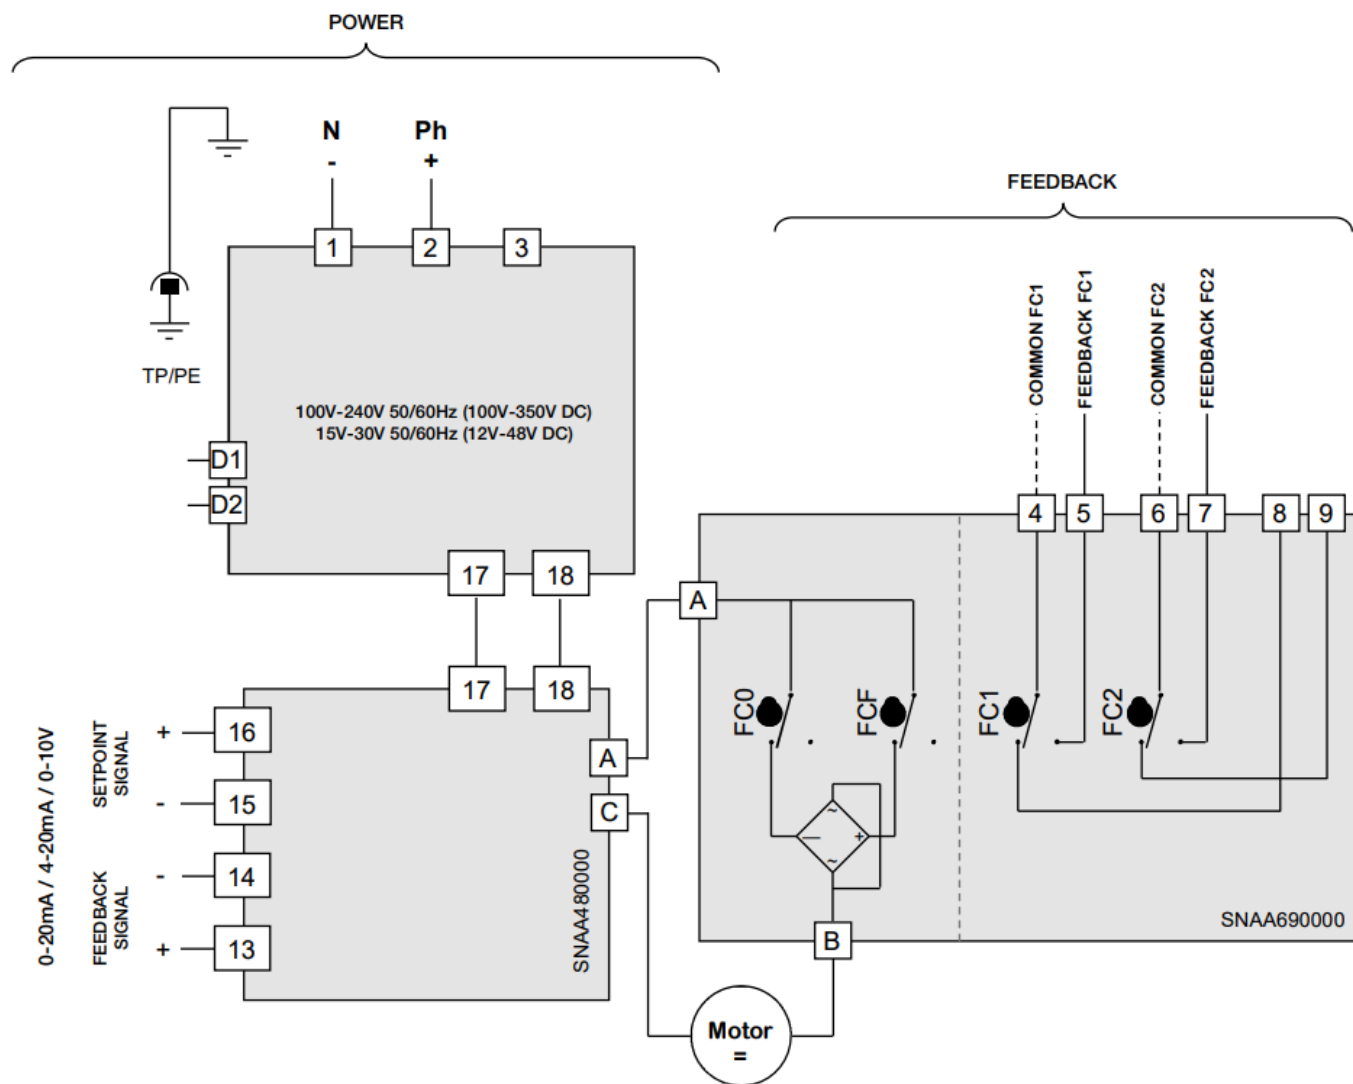 POWER
N
-
Ph
+
1
2
3
TP/PE
100V-240V 50/60Hz (100V-350V DC)
15V-30V 50/60Hz (12V-48V DC)
D1
D2
17
18
17
18
0-20mA / 4-20mA / 0-10V
SETPOINT
SIGNAL
+
16
-
15
FEEDBACK
SIGNAL
-
14
+
13
A
C
SNAA480000
FEEDBACK
COMMON FC1
FEEDBACK FC1
COMMON FC2
FEEDBACK FC2
4
5
6
7
8
9
A
FC0
FCF
FC1
FC2
~
— +
~
B
SNAA690000
Motor
=